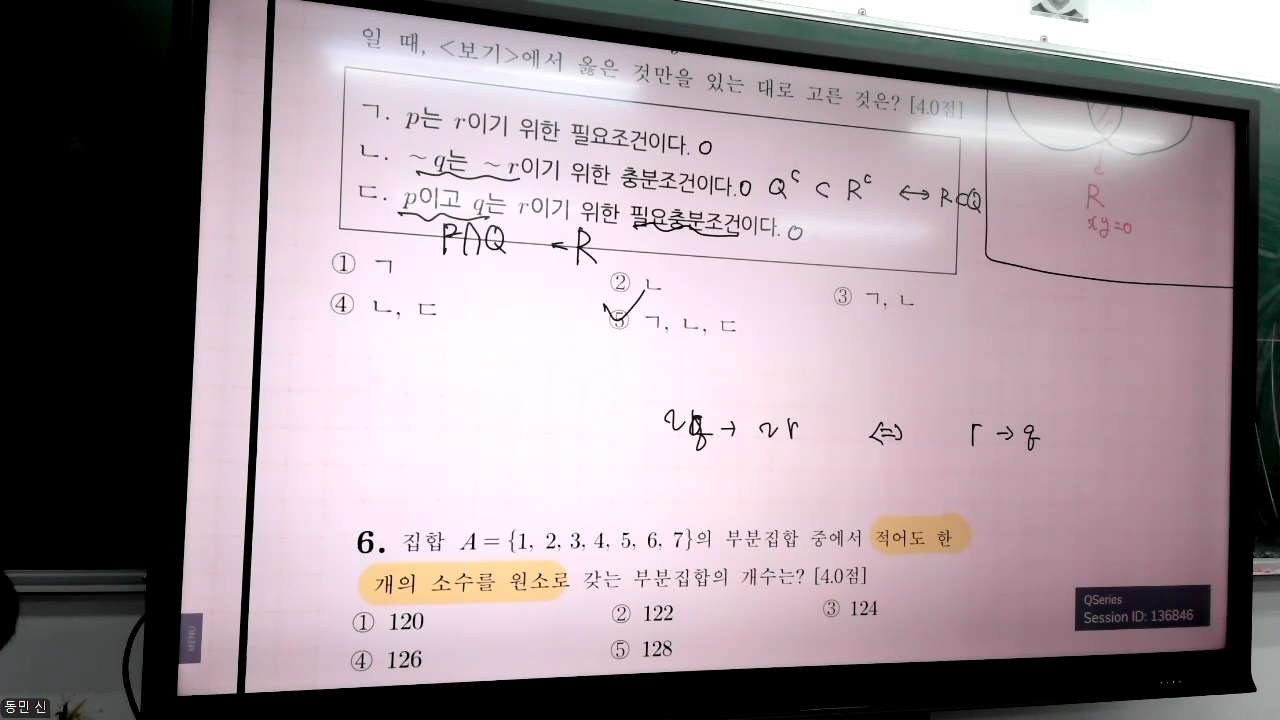 일 때, <보기>에서 옳은 것만을 있는 대로 고른 것은? [4.0점]
ㄱ. p는 r이기 위한 필요조건이다. O
ㄴ. ~q는 ~r이기 위한 충분조건이다. O Q^C ⊂ R^C ↔ R⊂Q
ㄷ. p이고 q는 r이기 위한 필요충분조건이다. O
P∩Q = R
① ㄱ ② ㄴ ③ ㄱ, ㄴ
④ ㄴ, ㄷ ⑤ ㄱ, ㄴ, ㄷ
R
xy=0
~q → ~r ⇔ r → q
6. 집합 A = {1, 2, 3, 4, 5, 6, 7}의 부분집합 중에서 적어도 한
개의 소수를 원소로 갖는 부분집합의 개수는? [4.0점]
① 120 ② 122 ③ 124
④ 126 ⑤ 128
QSeries
Session ID: 136846
MENU
동민 신